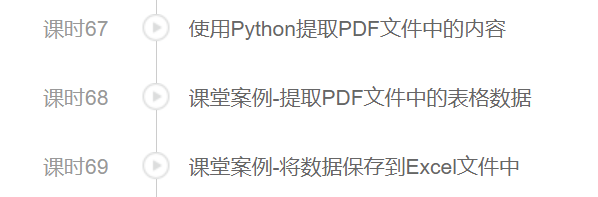 课时67 使用Python提取PDF文件中的内容
课时68 课堂案例-提取PDF文件中的表格数据
课时69 课堂案例-将数据保存到Excel文件中